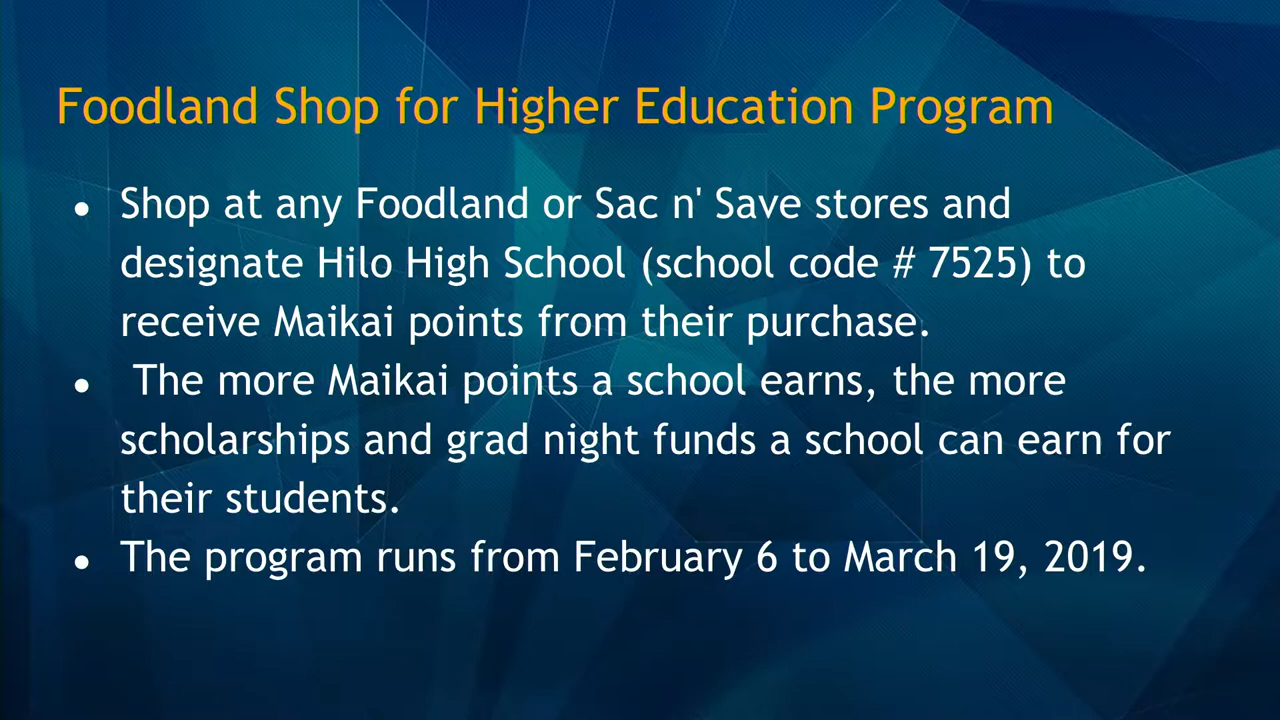 Foodland Shop for Higher Education Program
● Shop at any Foodland or Sac n' Save stores and
designate Hilo High School (school code # 7525) to
receive Maikai points from their purchase.
● The more Maikai points a school earns, the more
scholarships and grad night funds a school can earn for
their students.
● The program runs from February 6 to March 19, 2019.